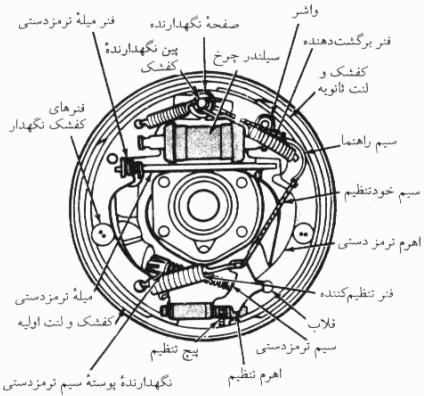 فنر میلهٔ ترمزدستی
صفحهٔ نگهدارنده
واشر
پین نگهدارندهٔ
کفشک
سیلندر چرخ
فنر برگشت‌دهنده
کفشک و
لنت ثانویه
فنرهای
کفشک نگهدار
سیم راهنما
سیم خودتنظیم
اهرم ترمز دستی
میلهٔ ترمزدستی
فنر تنظیم‌کننده
کفشک و لنت اولیه
قلاب
پیچ تنظیم
سیم ترمزدستی
نگهدارندهٔ پوستهٔ سیم ترمزدستی
اهرم تنظیم